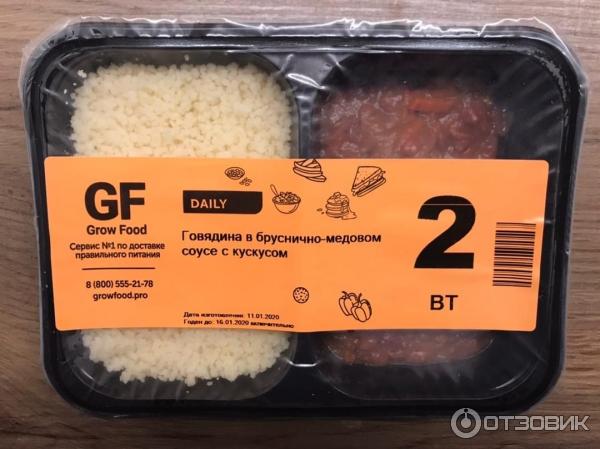 GF
Grow Food
Сервис №1 по доставке
правильного питания
8 (800) 555-21-78
growfood.pro
DAILY
Говядина в бруснично-медовом
соусе с кускусом
Дата изготовления: 11.01.2020
Годен до: 16.01.2020 включительно
2
ВТ
ОТЗОВИК